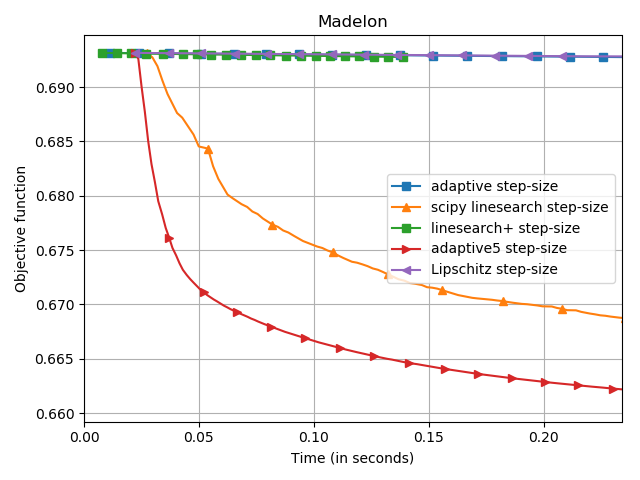 Madelon
Objective function
0.690
0.685
0.680
0.675
0.670
0.665
0.660
adaptive step-size
scipy linesearch step-size
linesearch+ step-size
adaptive5 step-size
Lipschitz step-size
0.00 0.05 0.10 0.15 0.20
Time (in seconds)